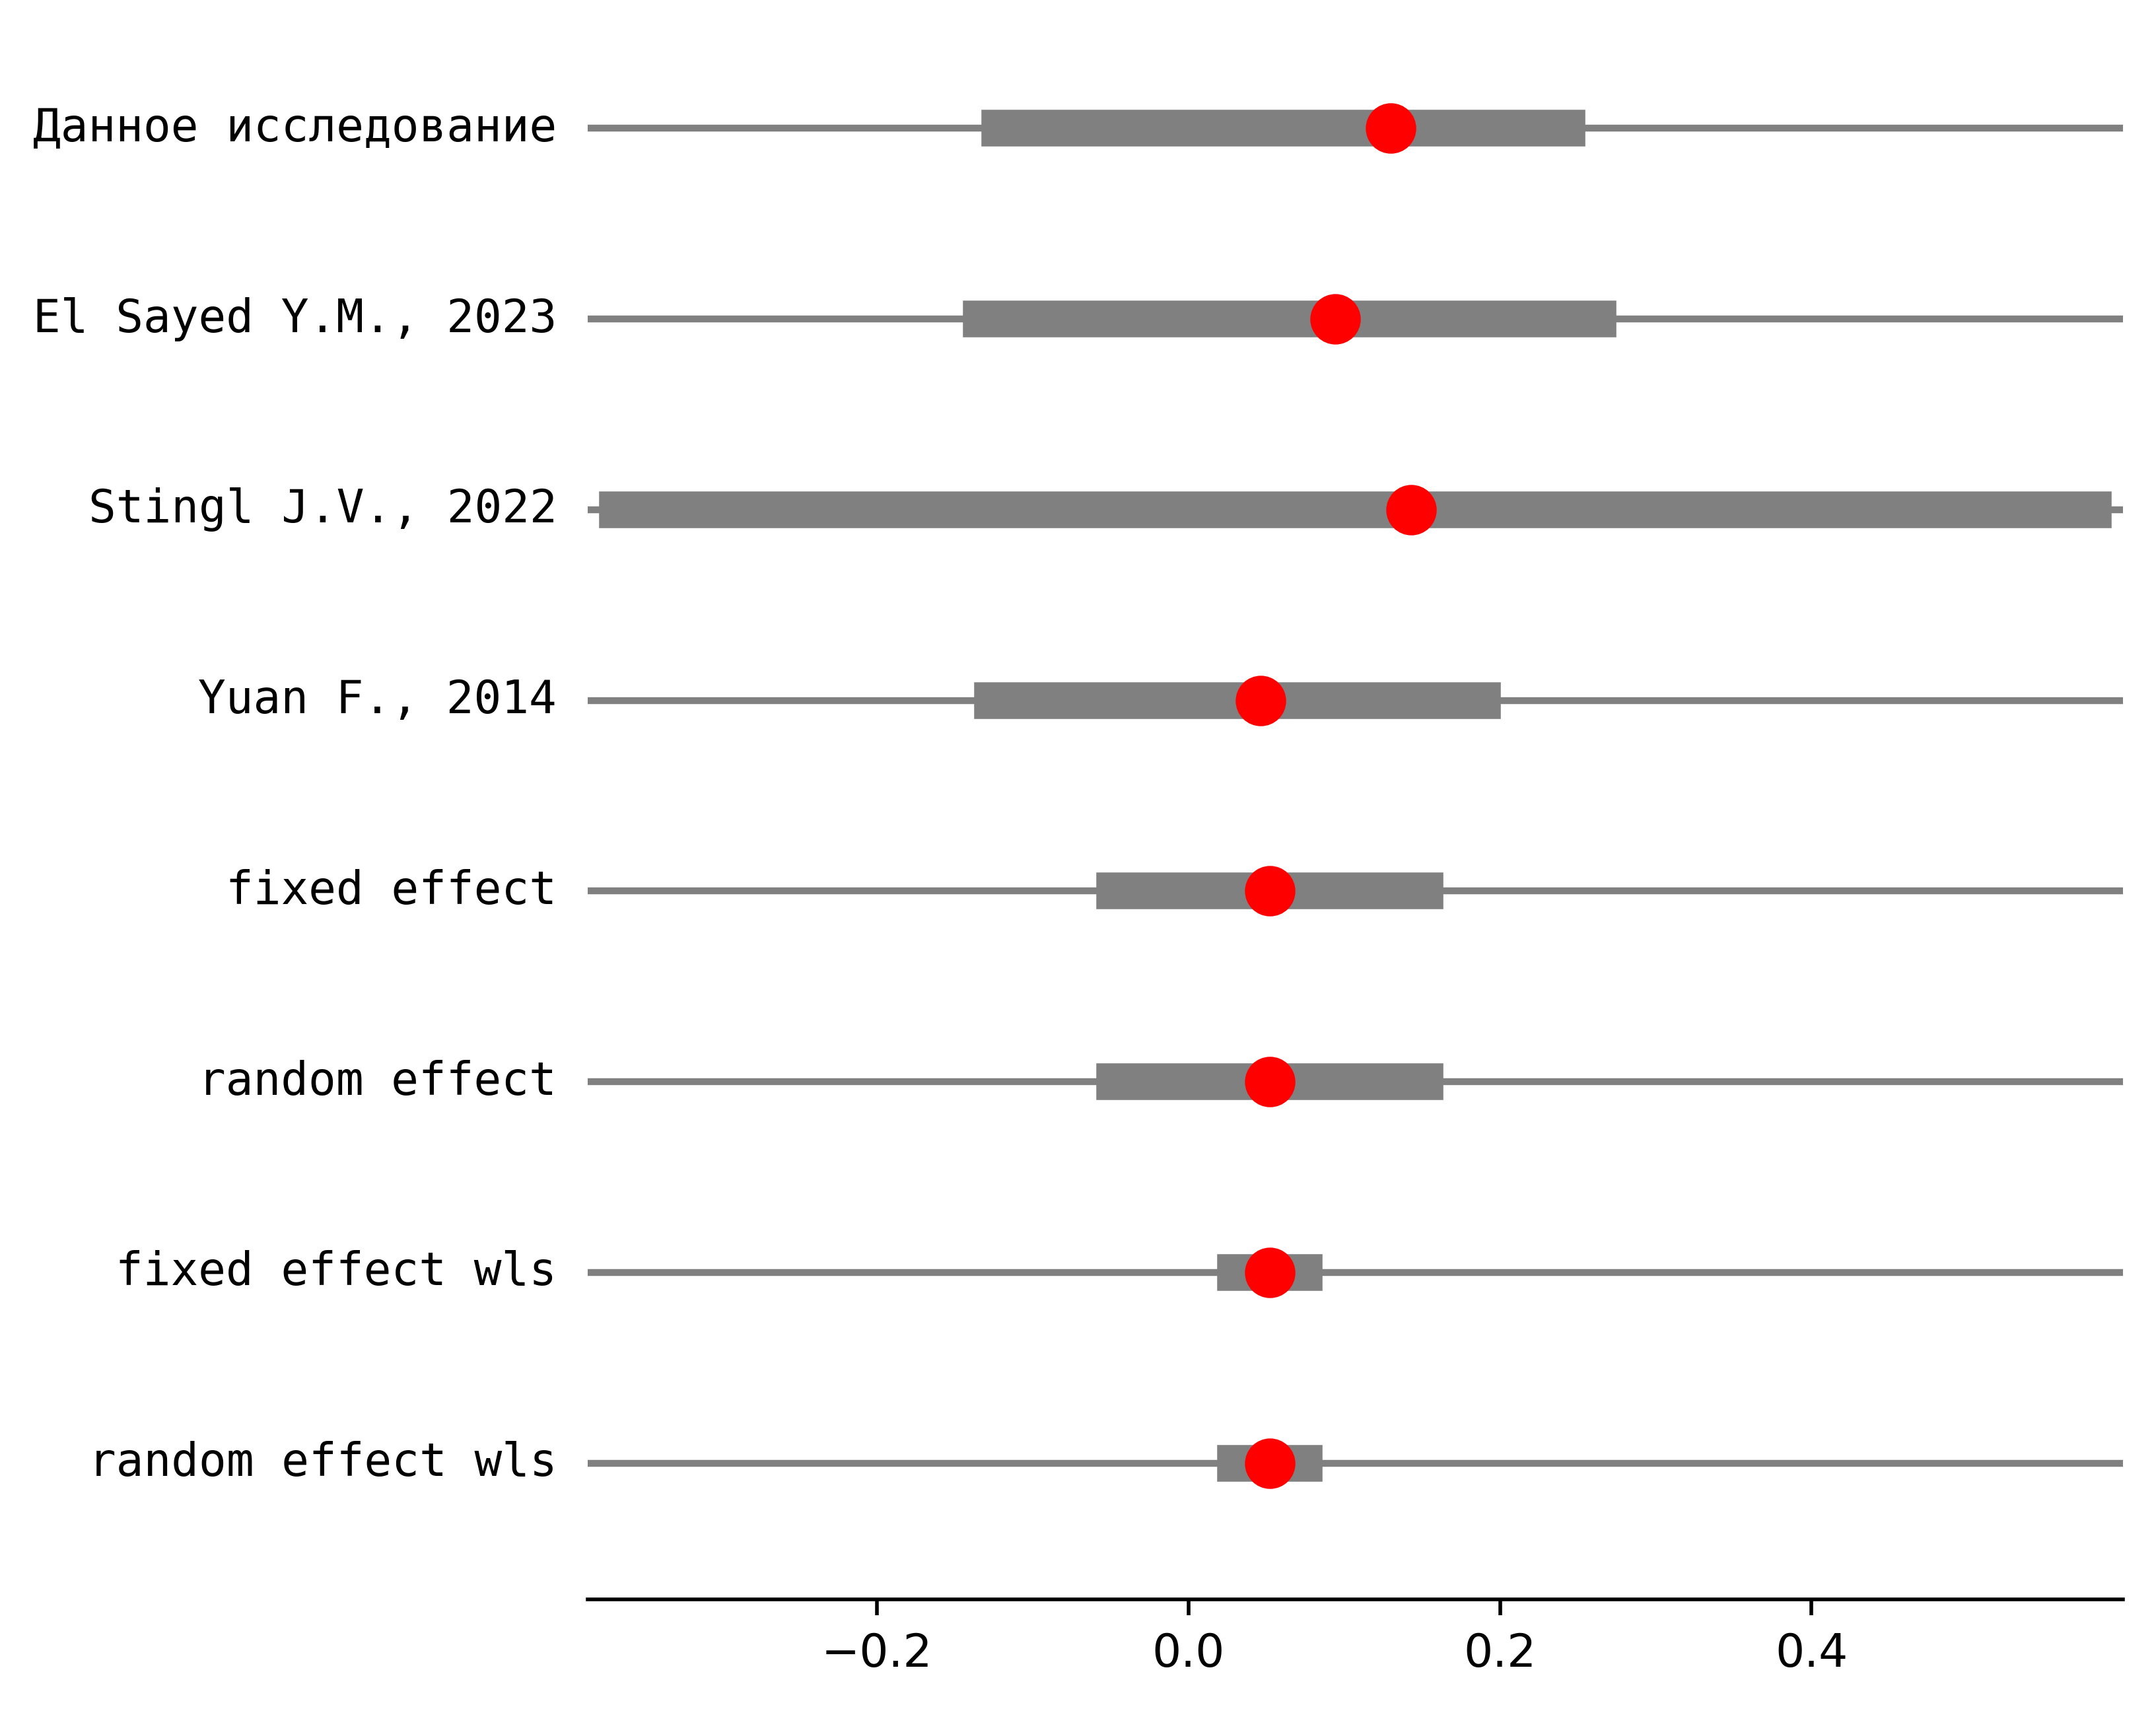 Данное исследование
El Sayed Y.M., 2023
Stingl J.V., 2022
Yuan F., 2014
fixed effect
random effect
fixed effect wls
random effect wls
−0.2 0.0 0.2 0.4